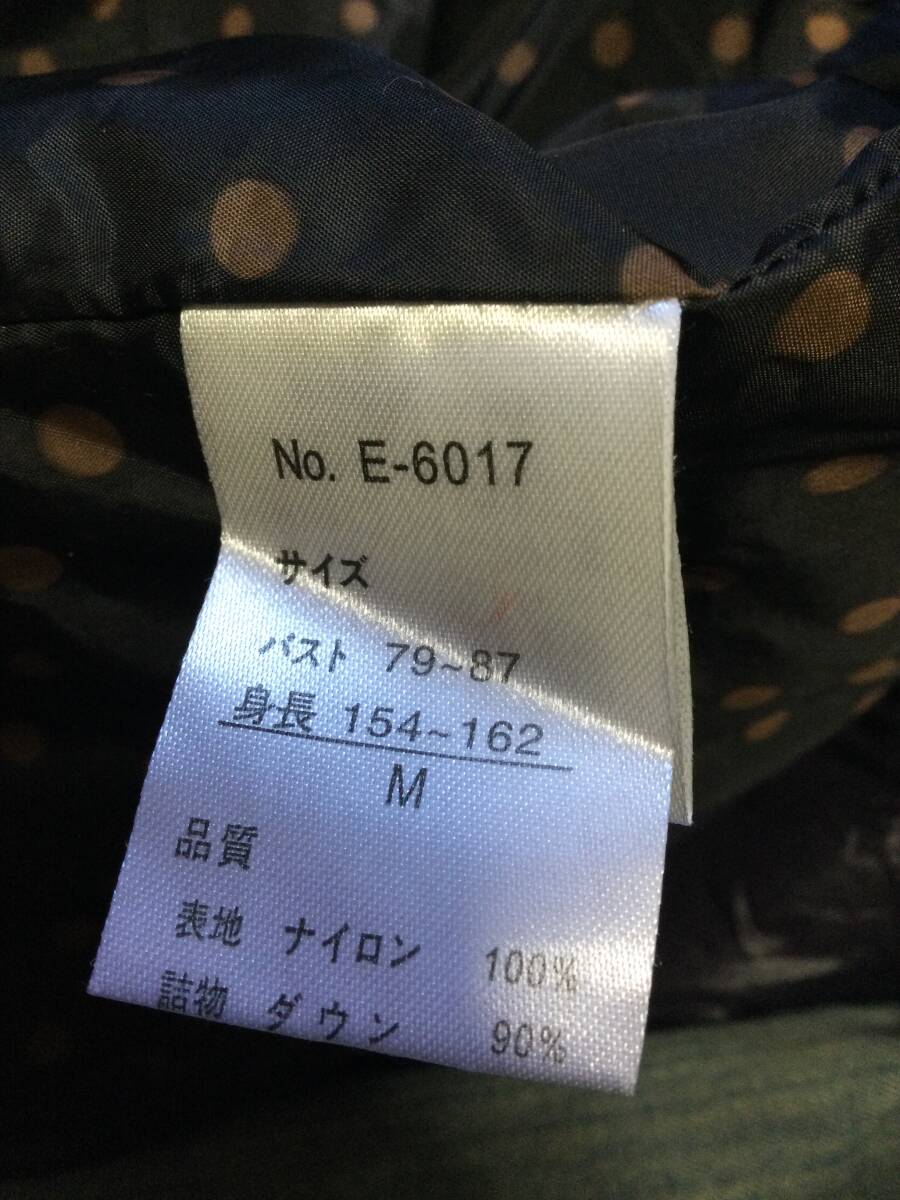 No. E-6017
サイズ
バスト 79~87
身長 154~162
M
品質
表地 ナイロン 100%
詰物 ダウン 90%